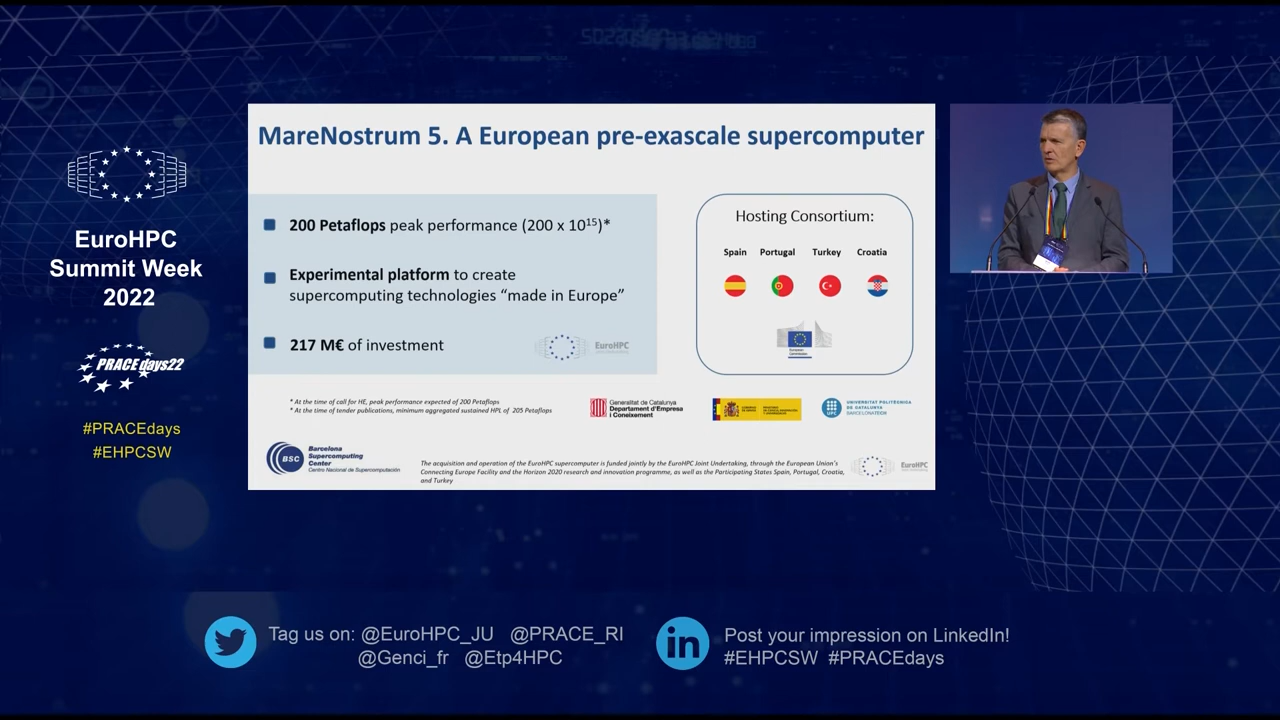 EuroHPC
Summit Week
2022
PRACEdays22
#PRACEdays
#EHPCSW
MareNostrum 5. A European pre-exascale supercomputer
200 Petaflops peak performance (200 x 10¹⁵)*
Experimental platform to create
supercomputing technologies “made in Europe”
217 M€ of investment
EuroHPC
Hosting Consortium:
Spain Portugal Turkey Croatia
European
Commission
* At the time of call for HE, peak performance expected of 200 Petaflops
* At the time of tender publications, minimum aggregated sustained HPL of 205 Petaflops
Generalitat de Catalunya
Departament d'Empresa
i Coneixement
UPC
UNIVERSITAT POLITÈCNICA
DE CATALUNYA
BARCELONATECH
BSC
Barcelona
Supercomputing
Center
Centro Nacional de Supercomputación
The acquisition and operation of the EuroHPC supercomputer is funded jointly by the EuroHPC Joint Undertaking, through the European Union's
Connecting Europe Facility and the Horizon 2020 research and innovation programme, as well as the Participating States Spain, Portugal, Croatia,
and Turkey
EuroHPC
Tag us on: @EuroHPC_JU @PRACE_RI
@Genci_fr @Etp4HPC
in
Post your impression on LinkedIn!
#EHPCSW #PRACEdays